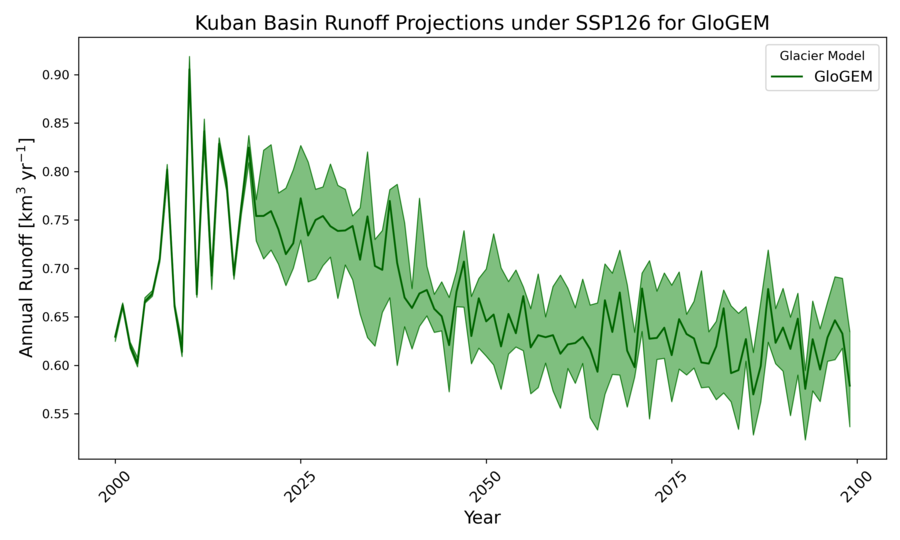 Kuban Basin Runoff Projections under SSP126 for GloGEM
Glacier Model
GloGEM
Annual Runoff [km³ yr⁻¹]
0.90
0.85
0.80
0.75
0.70
0.65
0.60
0.55
2000
2025
2050
2075
2100
Year